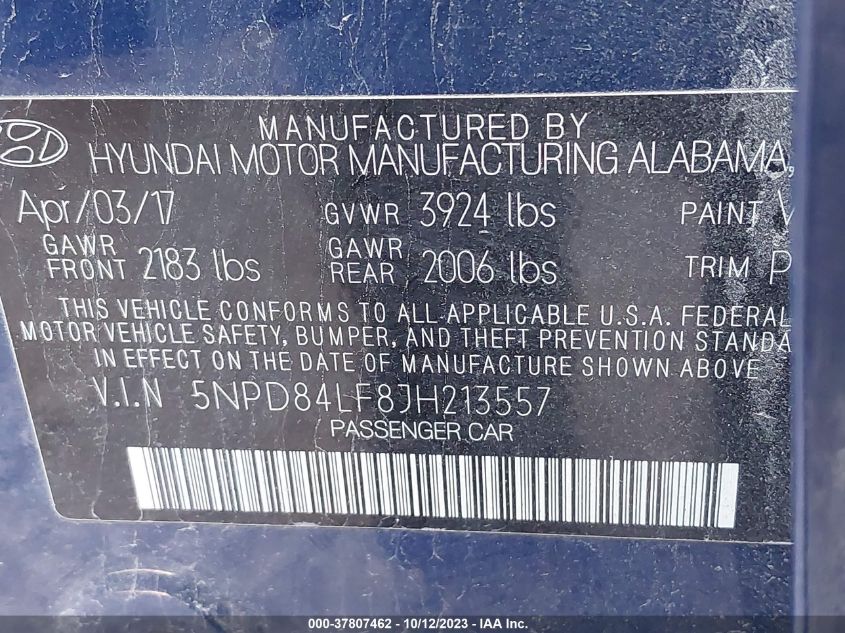 MANUFACTURED BY
HYUNDAI MOTOR MANUFACTURING ALABAMA,
Apr/03/17 GVWR 3924 lbs PAINT
GAWR FRONT 2183 lbs GAWR REAR 2006 lbs TRIM P
THIS VEHICLE CONFORMS TO ALL APPLICABLE U.S.A. FEDERAL
MOTOR VEHICLE SAFETY, BUMPER, AND THEFT PREVENTION STANDA
IN EFFECT ON THE DATE OF MANUFACTURE SHOWN ABOVE
V.I.N 5NPD84LF8JH213557
PASSENGER CAR
000-37807462 - 10/12/2023 - IAA Inc.